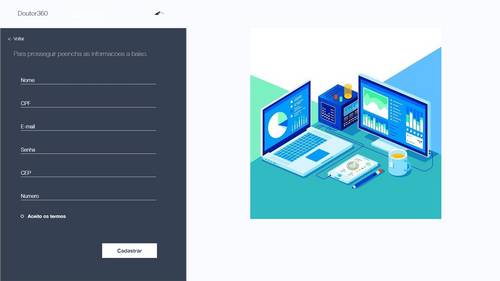 Doutor360
< Voltar
Para prosseguir peencha as informacoes a baixo.
Nome
CPF
E-mail
Senha
CEP
Numero
Aceito os termos
Cadastrar